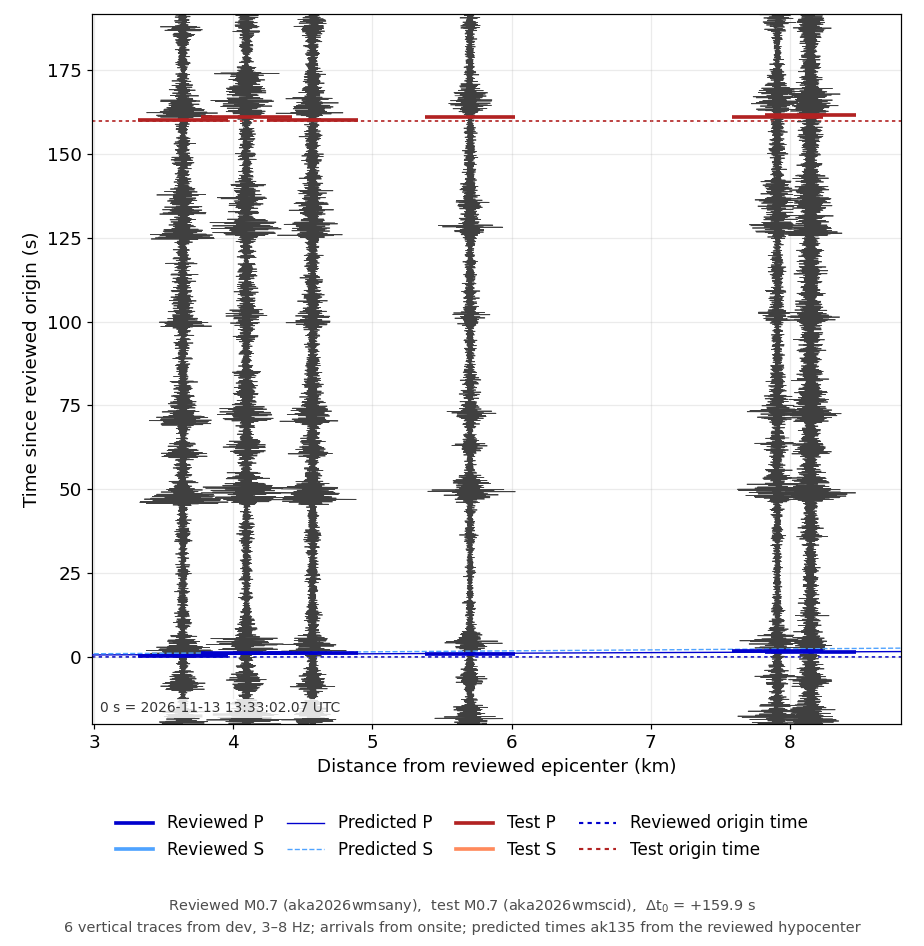 175
150
125
100
75
50
25
0
Time since reviewed origin (s)
0 s = 2026-11-13 13:33:02.07 UTC
3 4 5 6 7 8
Distance from reviewed epicenter (km)
Reviewed P Predicted P Test P Reviewed origin time
Reviewed S Predicted S Test S Test origin time
Reviewed M0.7 (aka2026wmsany), test M0.7 (aka2026wmscid), Δt₀ = +159.9 s
6 vertical traces from dev, 3–8 Hz; arrivals from onsite; predicted times ak135 from the reviewed hypocenter